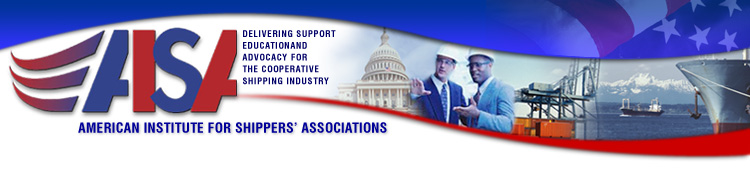 AISA
DELIVERING SUPPORT
EDUCATIONAND
ADVOCACY FOR
THE COOPERATIVE
SHIPPING INDUSTRY
AMERICAN INSTITUTE FOR SHIPPERS' ASSOCIATIONS